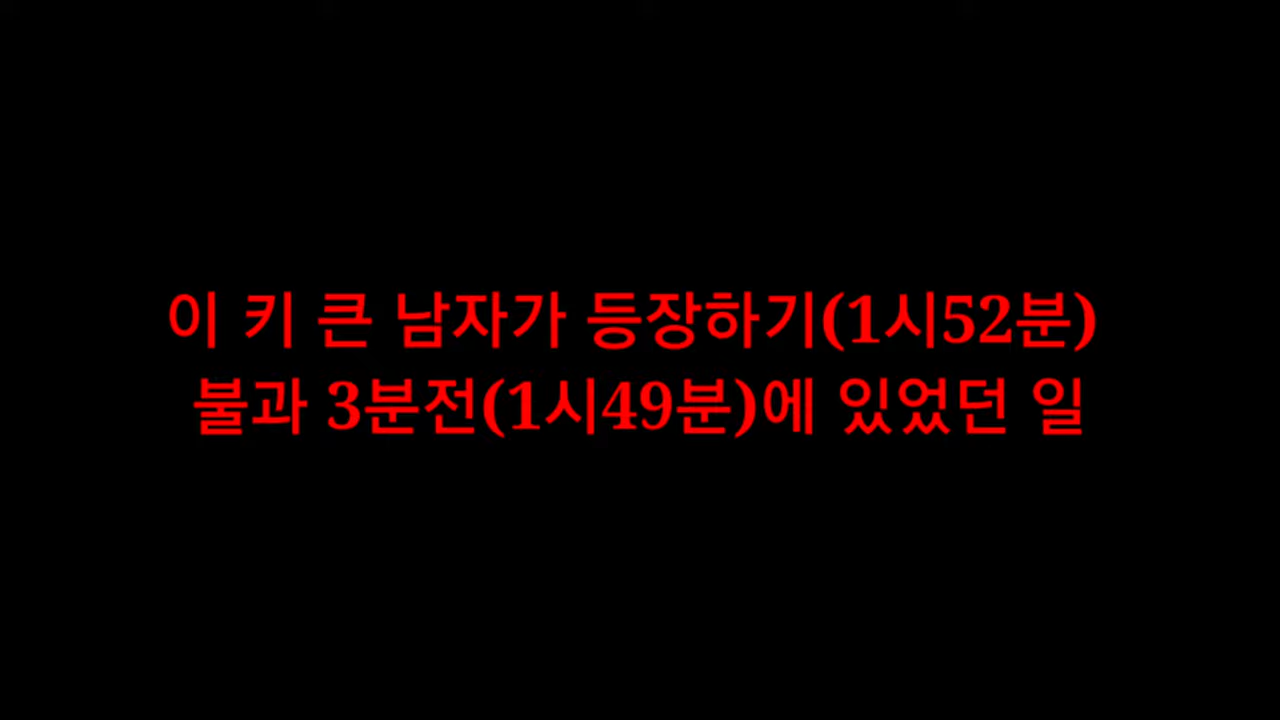 이 키 큰 남자가 등장하기(1시52분)
불과 3분전(1시49분)에 있었던 일